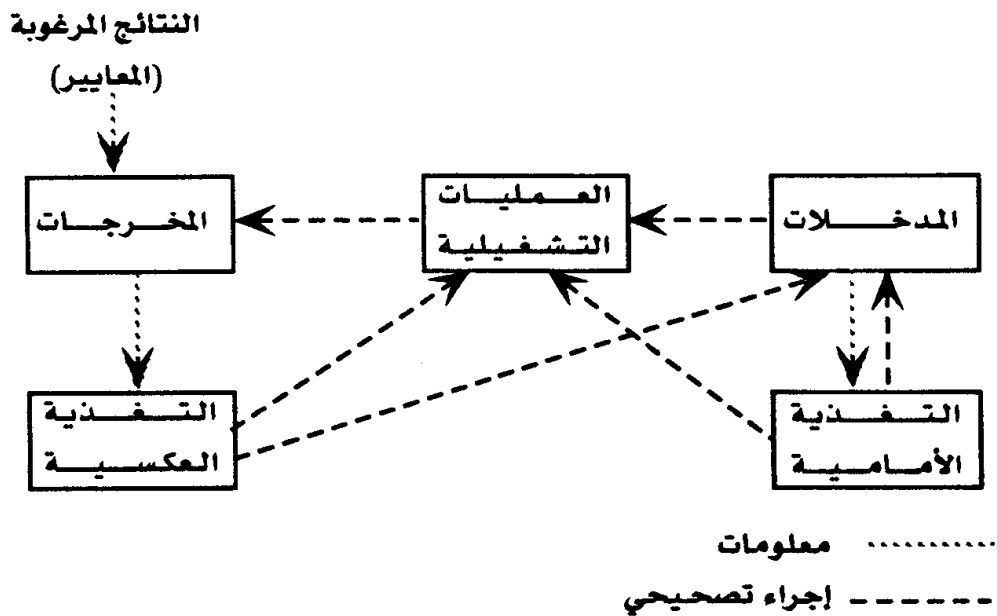 النتائج المرغوبة
(المعايير)
المدخلات
العمليات
التشغيلية
المخرجات
التغذية
الأمامية
التغذية
العكسية
معلومات
إجراء تصحيحي